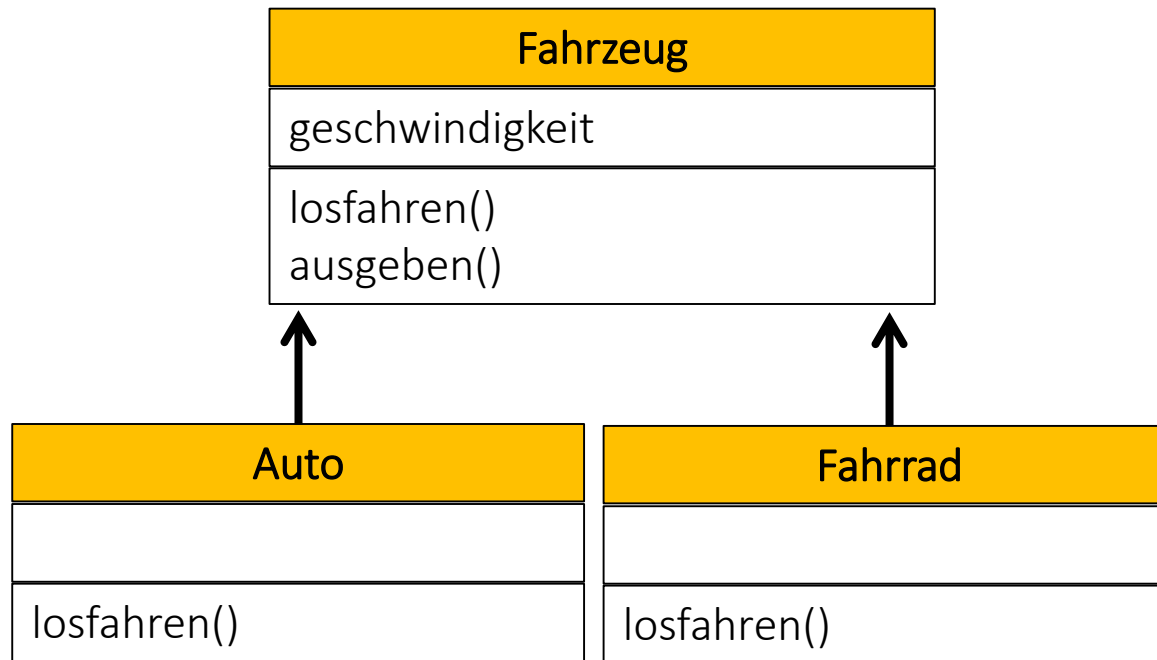 Fahrzeug
geschwindigkeit
losfahren()
ausgeben()
Auto
losfahren()
Fahrrad
losfahren()